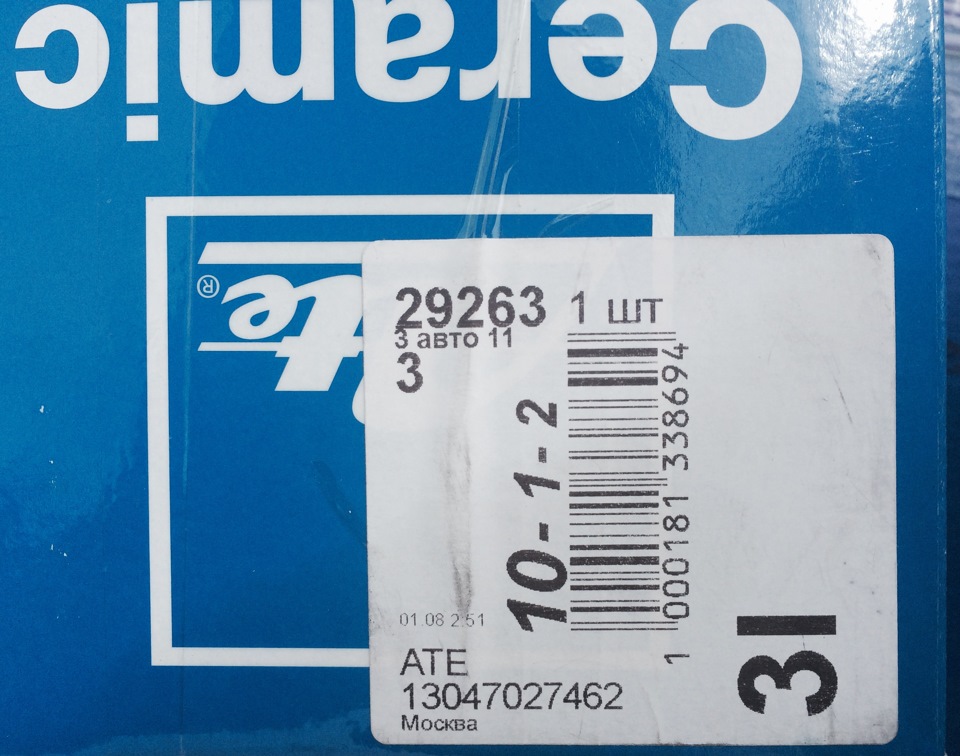 Ceramic
Ate®
29263 1 шт
3 авто 11
3
10-1-2
1 000181 338694
01.08 2:51
ATE
13047027462
Москва
3I